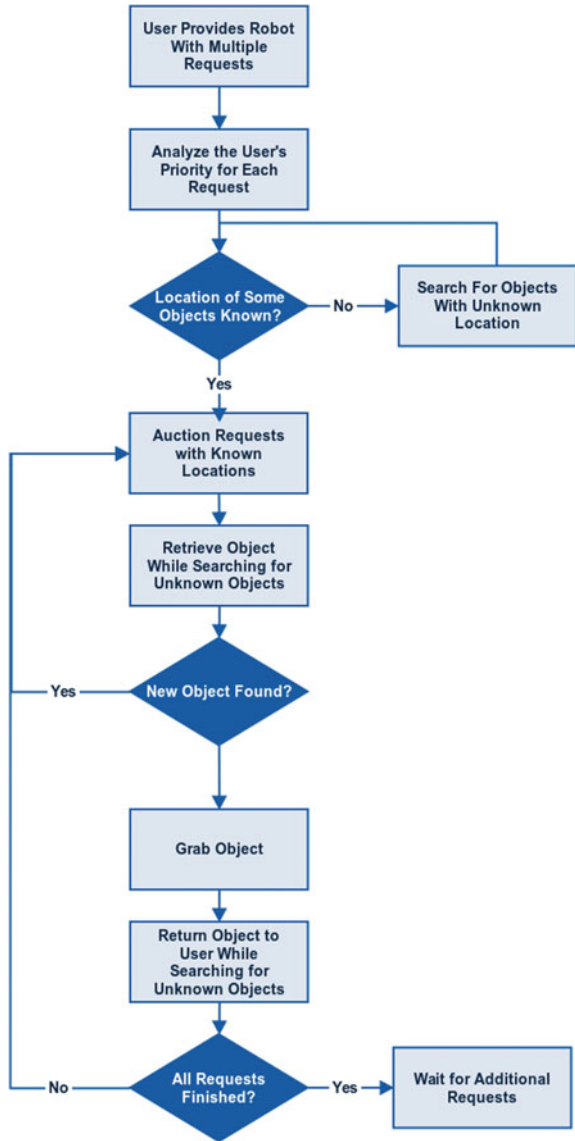 User Provides Robot
With Multiple
Requests
Analyze the User's
Priority for Each
Request
Location of Some
Objects Known?
No
Search For Objects
With Unknown
Location
Yes
Auction Requests
with Known
Locations
Retrieve Object
While Searching for
Unknown Objects
Yes
New Object Found?
Grab Object
Return Object to
User While
Searching for
Unknown Objects
No
All Requests
Finished?
Yes
Wait for Additional
Requests